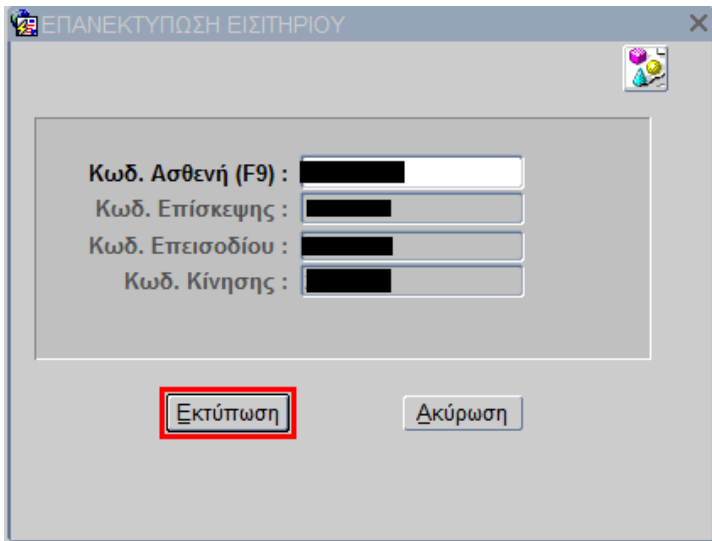 ΕΠΑΝΕΚΤΥΠΩΣΗ ΕΙΣΙΤΗΡΙΟΥ
Κωδ. Ασθενή (F9) :
Κωδ. Επίσκεψης :
Κωδ. Επεισοδίου :
Κωδ. Κίνησης :
Εκτύπωση Ακύρωση